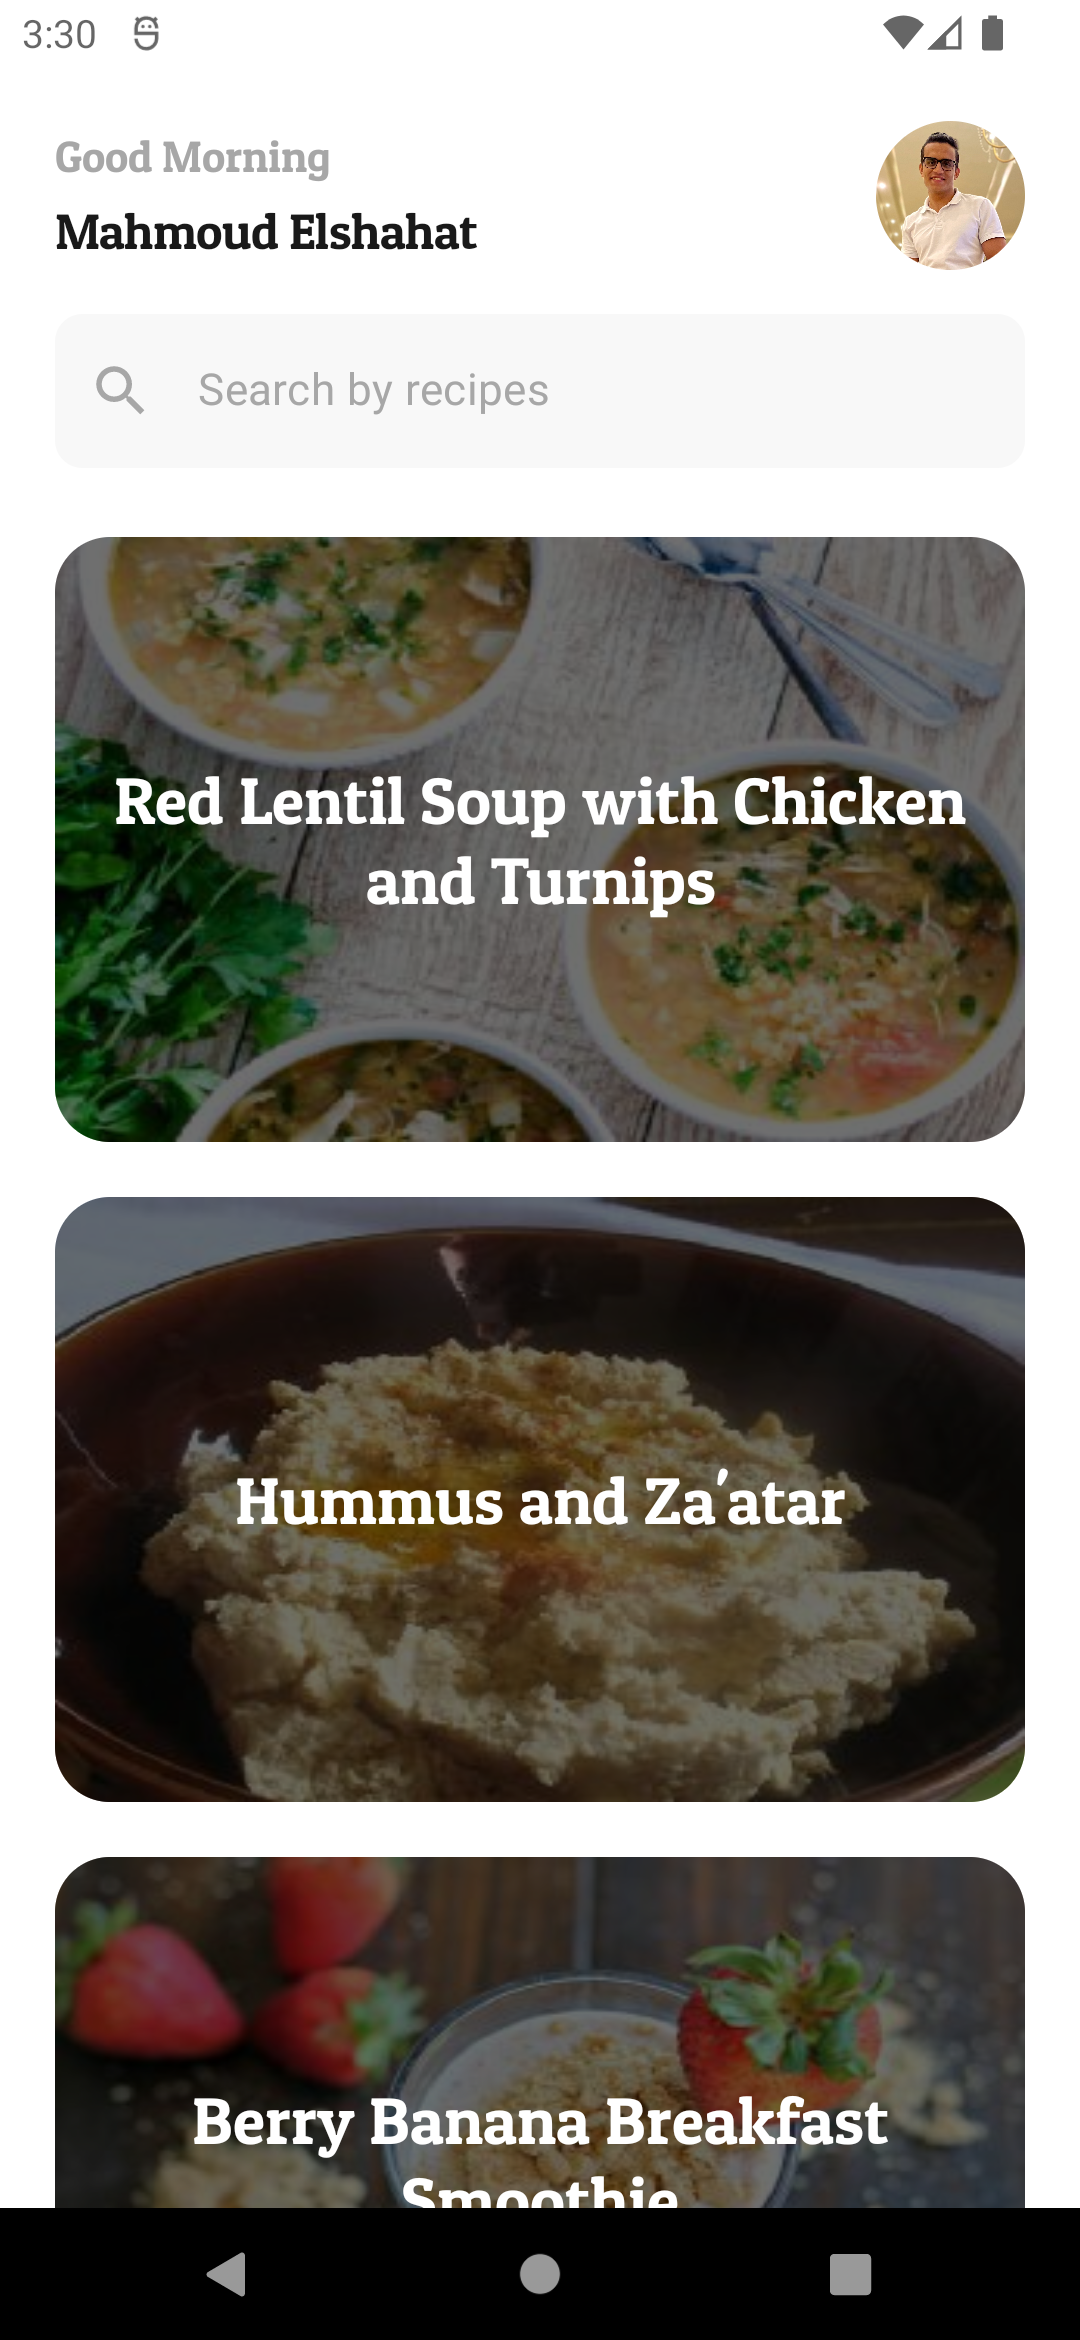 3:30
Good Morning
Mahmoud Elshahat
Search by recipes
Red Lentil Soup with Chicken
and Turnips
Hummus and Za'atar
Berry Banana Breakfast
Smoothie